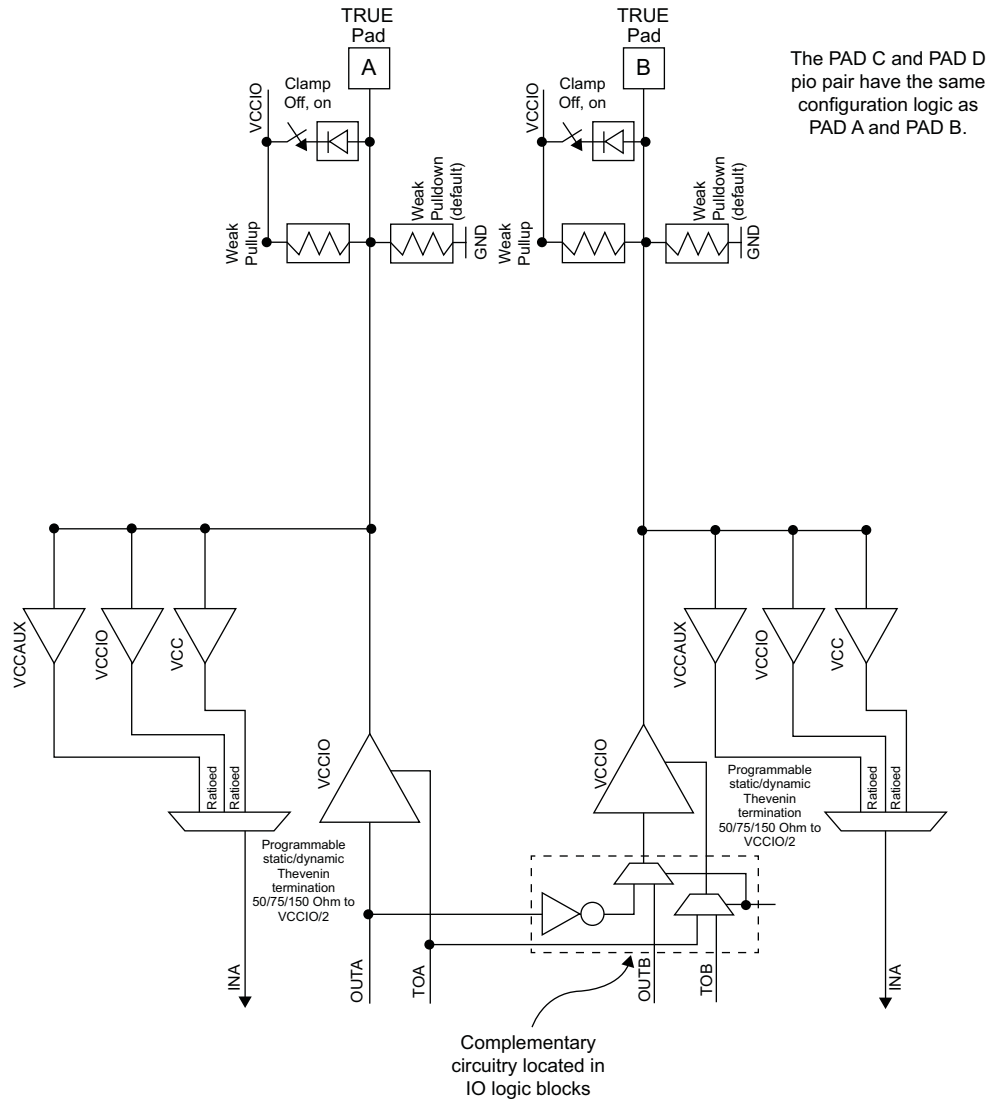 TRUE
Pad
A
TRUE
Pad
B
The PAD C and PAD D
pio pair have the same
configuration logic as
PAD A and PAD B.
VCCIO
Clamp
Off, on
Weak
Pullup
Weak
Pulldown
(default)
GND
VCCIO
Clamp
Off, on
Weak
Pullup
Weak
Pulldown
(default)
GND
VCCAUX
VCCIO
VCC
VCCAUX
VCCIO
VCC
VCCIO
VCCIO
Ratioed
Ratioed
Programmable
static/dynamic
Thevenin
termination
50/75/150 Ohm to
VCCIO/2
Programmable
static/dynamic
Thevenin
termination
50/75/150 Ohm to
VCCIO/2
Ratioed
Ratioed
INA
OUTA
TOA
OUTB
TOB
INA
Complementary
circuitry located in
IO logic blocks